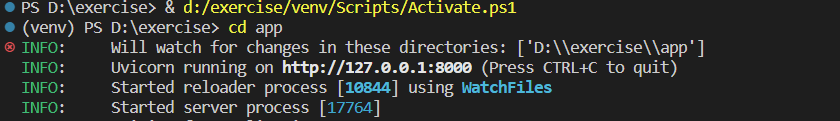 PS D:\exercise> & d:/exercise/venv/Scripts/Activate.ps1
(venv) PS D:\exercise> cd app
INFO:     Will watch for changes in these directories: ['D:\\exercise\\app']
INFO:     Uvicorn running on http://127.0.0.1:8000 (Press CTRL+C to quit)
INFO:     Started reloader process [10844] using WatchFiles
INFO:     Started server process [17764]